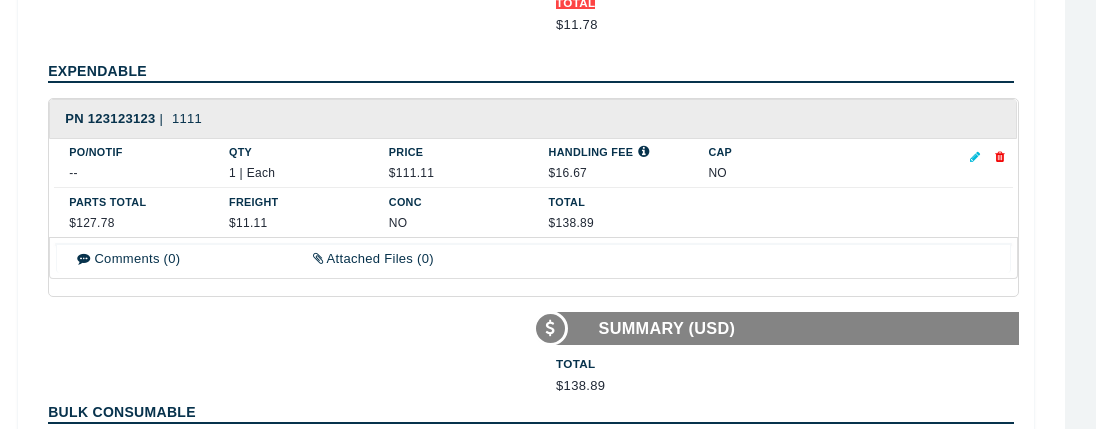 TOTAL
$11.78
EXPENDABLE
PN 123123123 | 1111
PO/NOTIF QTY PRICE HANDLING FEE CAP
-- 1 | Each $111.11 $16.67 NO
PARTS TOTAL FREIGHT CONC TOTAL
$127.78 $11.11 NO $138.89
Comments (0) Attached Files (0)
$ SUMMARY (USD)
TOTAL
$138.89
BULK CONSUMABLE